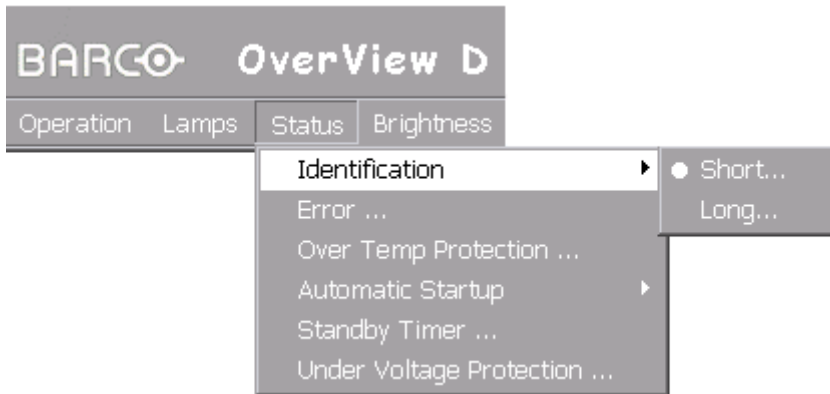 BARCO OverView D
Operation Lamps Status Brightness
Identification Short...
Error ... Long...
Over Temp Protection ...
Automatic Startup
Standby Timer ...
Under Voltage Protection ...